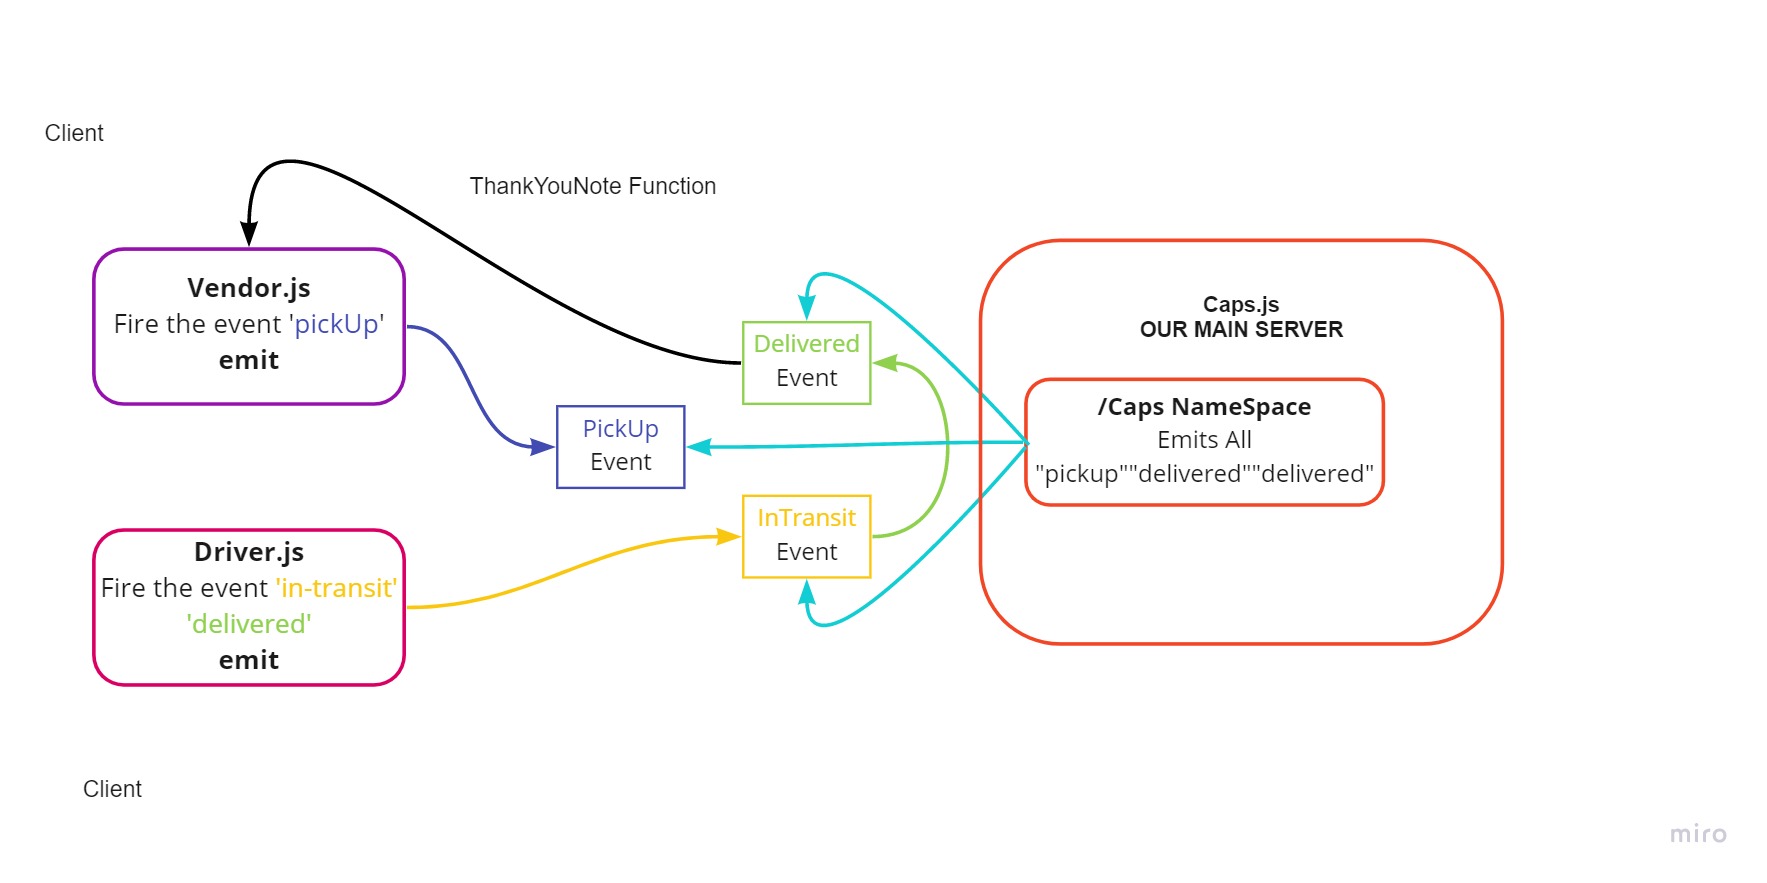 Client
ThankYouNote Function
Vendor.js
Fire the event 'pickUp'
emit
Delivered
Event
PickUp
Event
InTransit
Event
Driver.js
Fire the event 'in-transit'
'delivered'
emit
Caps.js
OUR MAIN SERVER
/Caps NameSpace
Emits All
"pickup""delivered""delivered"
Client
miro